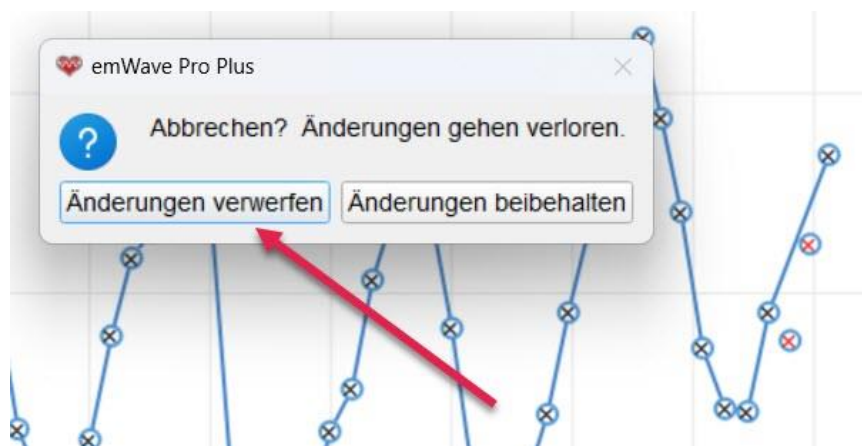 emWave Pro Plus
Abbrechen?  Änderungen gehen verloren.
Änderungen verwerfen
Änderungen beibehalten